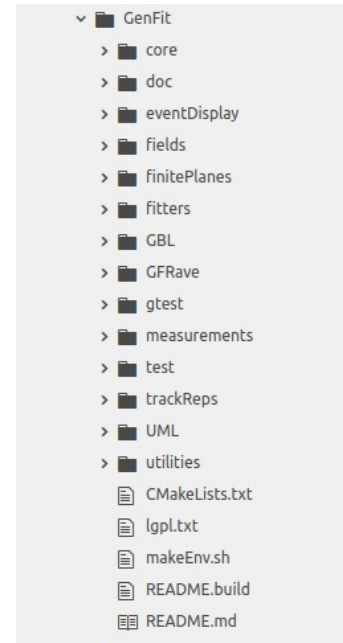 GenFit
core
doc
eventDisplay
fields
finitePlanes
fitters
GBL
GFRave
gtest
measurements
test
trackReps
UML
utilities
CMakeLists.txt
lgpl.txt
makeEnv.sh
README.build
README.md